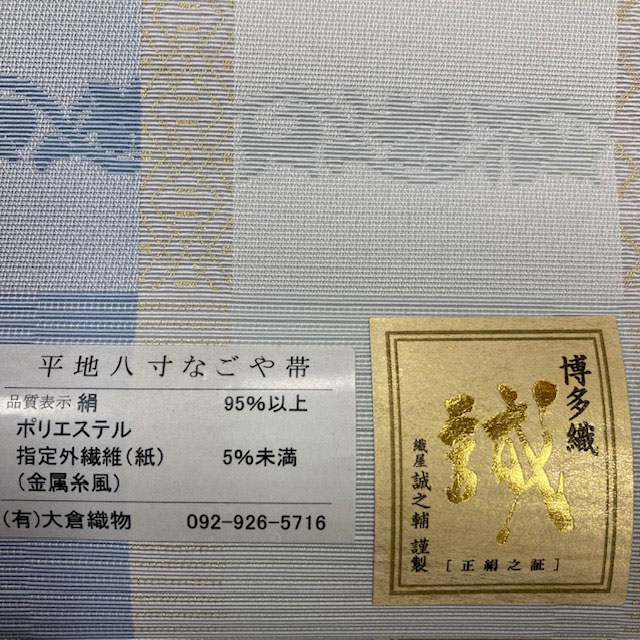 平地八寸なごや帯
品質表示 絹 95%以上
ポリエステル
指定外繊維(紙) 5%未満
(金属糸風)
(有)大倉織物 092-926-5716
博多織
誠
織屋 誠之輔 謹製
[正絹之証]